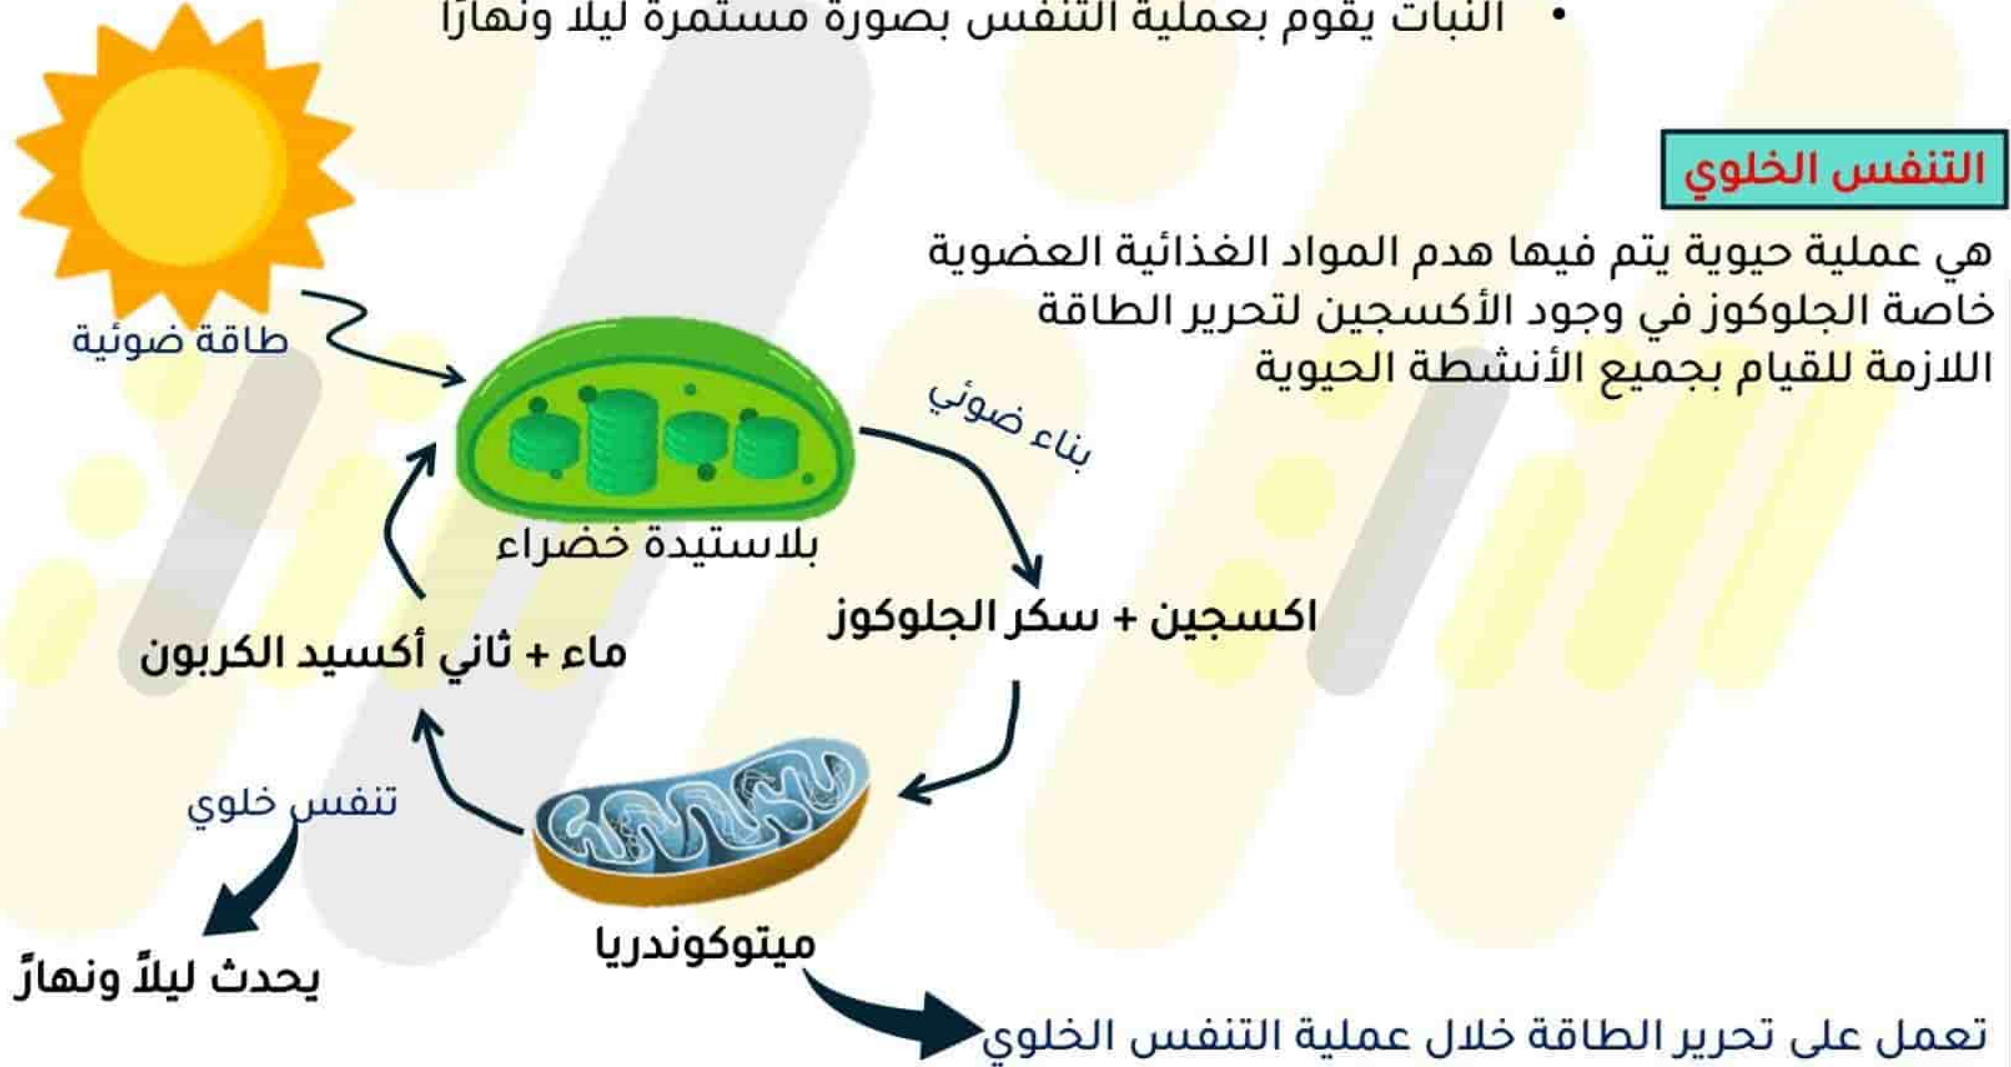 • النبات يقوم بعملية التنفس بصورة مستمرة ليلاً ونهارًا
التنفس الخلوي
هي عملية حيوية يتم فيها هدم المواد الغذائية العضوية
خاصة الجلوكوز في وجود الأكسجين لتحرير الطاقة
اللازمة للقيام بجميع الأنشطة الحيوية
طاقة ضوئية
بناء ضوئي
بلاستيدة خضراء
اكسجين + سكر الجلوكوز
ماء + ثاني أكسيد الكربون
تنفس خلوي
ميتوكوندريا
يحدث ليلاً ونهارً
تعمل على تحرير الطاقة خلال عملية التنفس الخلوي